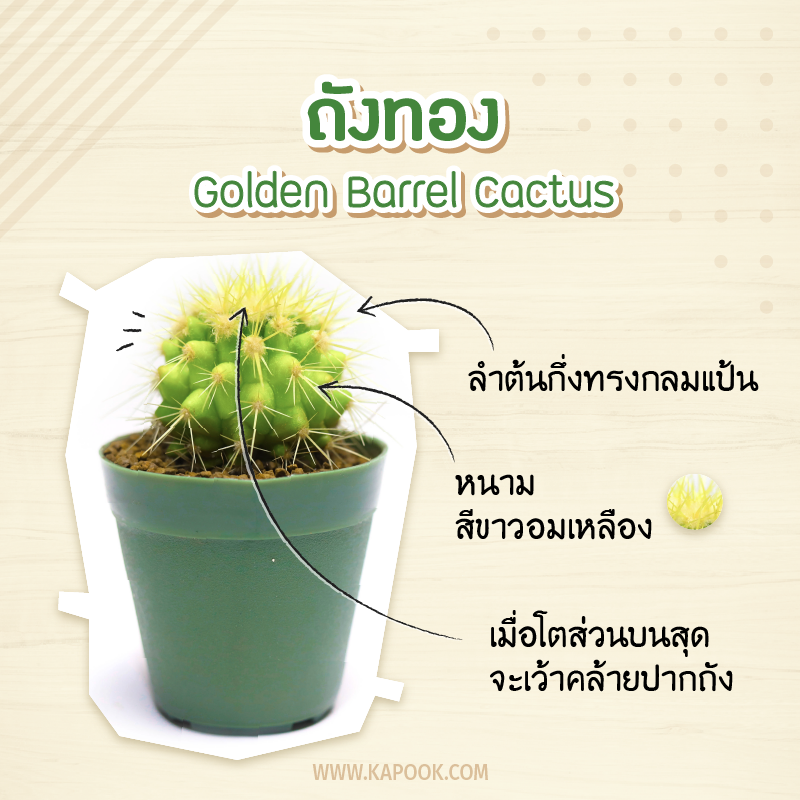 ถังทอง
Golden Barrel Cactus
ลำต้นกึ่งทรงกลมแป้น
หนาม
สีขาวอมเหลือง
เมื่อโตส่วนบนสุด
จะเว้าคล้ายปากถัง
WWW.KAPOOK.COM